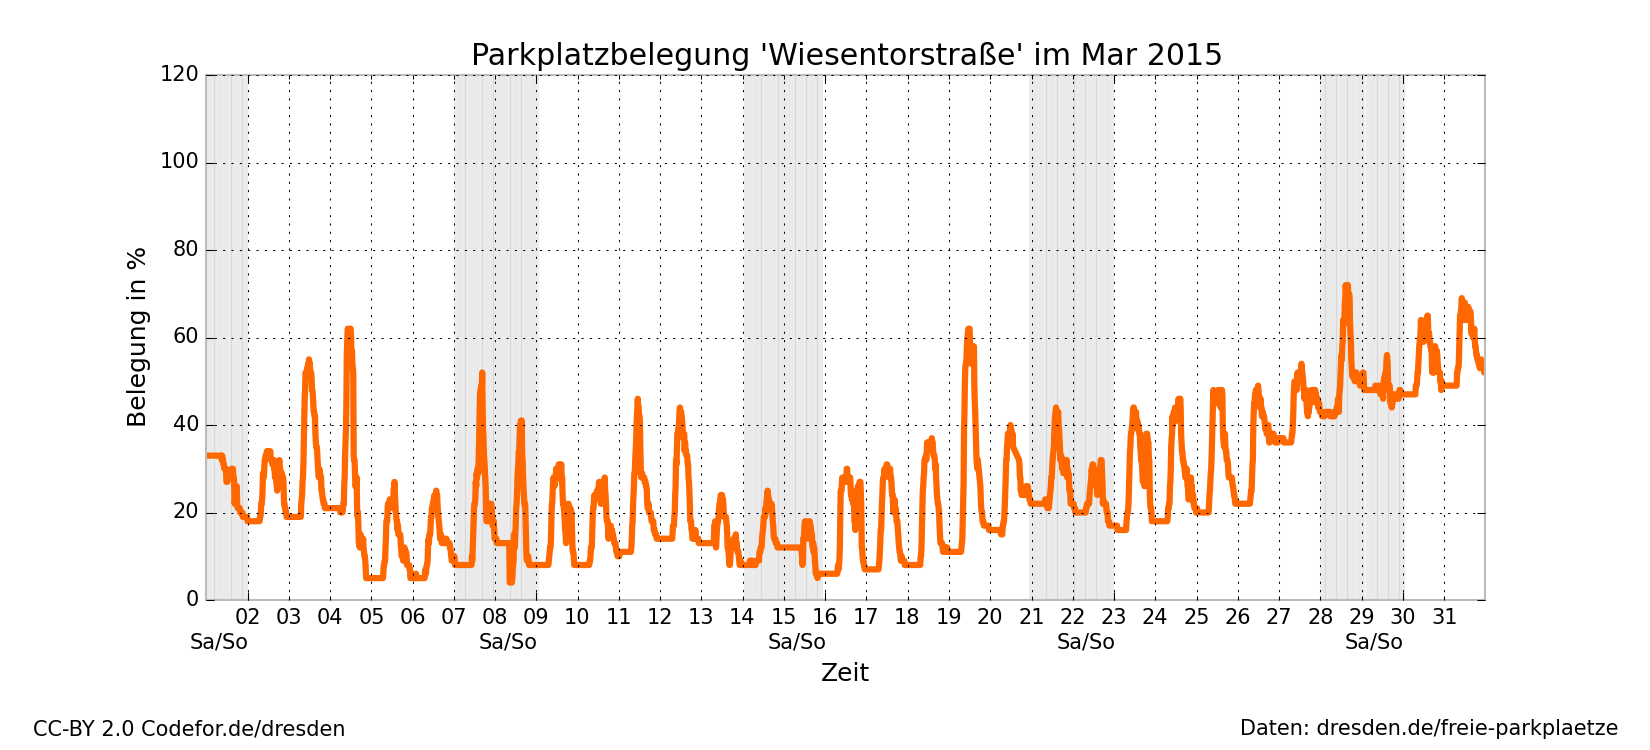 Parkplatzbelegung 'Wiesentorstraße' im Mar 2015
120
100
80
60
40
20
0
Belegung in %
02 03 04 05 06 07 08 09 10 11 12 13 14 15 16 17 18 19 20 21 22 23 24 25 26 27 28 29 30 31
Sa/So Sa/So Sa/So Sa/So Sa/So
Zeit
CC-BY 2.0 Codefor.de/dresden
Daten: dresden.de/freie-parkplaetze